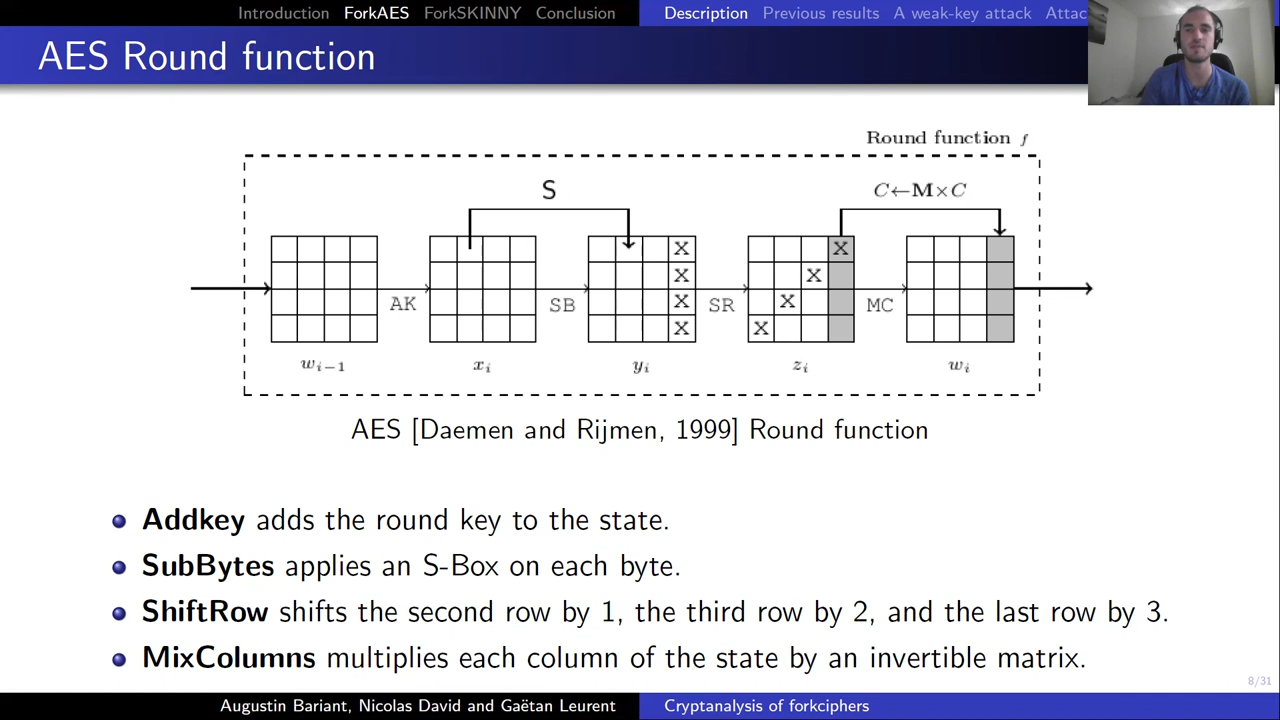 Introduction ForkAES ForkSKINNY Conclusion Description Previous results A weak-key attack Attac
AES Round function
Round function f
S
C←M×C
X X
X X
X X
X X
AK SB SR MC
w_{i−1} x_i y_i z_i w_i
AES [Daemen and Rijmen, 1999] Round function
Addkey adds the round key to the state.
SubBytes applies an S-Box on each byte.
ShiftRow shifts the second row by 1, the third row by 2, and the last row by 3.
MixColumns multiplies each column of the state by an invertible matrix.
8/31
Augustin Bariant, Nicolas David and Gaëtan Leurent Cryptanalysis of forkciphers